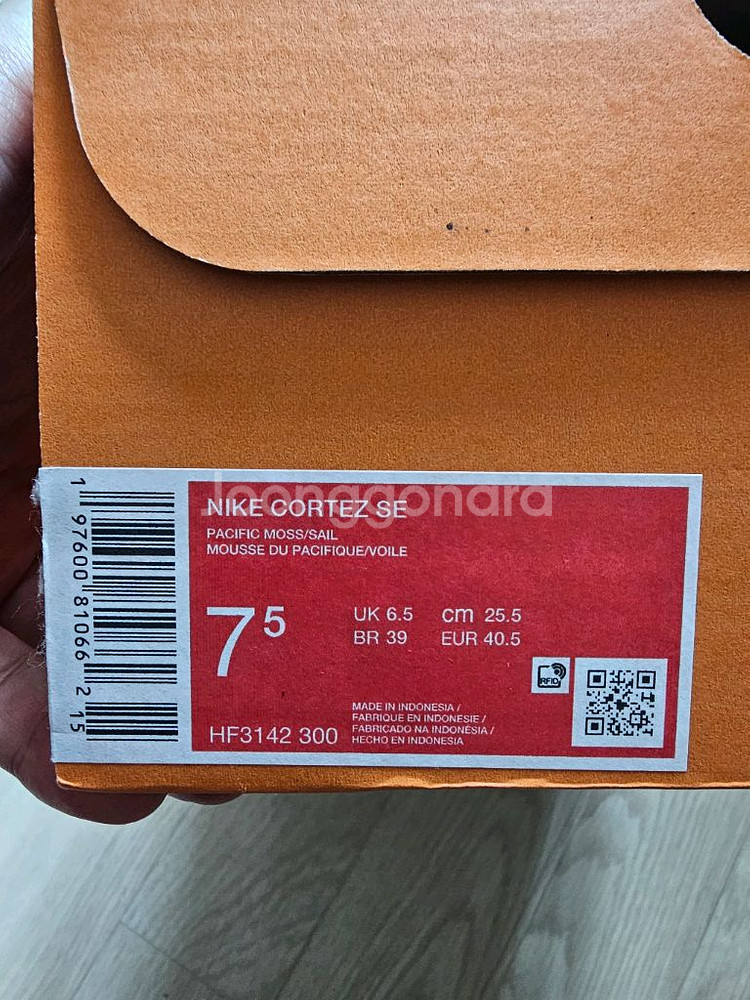 Joonggonara
NIKE CORTEZ SE
PACIFIC MOSS/SAIL
MOUSSE DU PACIFIQUE/VOILE
7 5
UK 6.5 cm 25.5
BR 39 EUR 40.5
RFID
HF3142 300
MADE IN INDONESIA /
FABRIQUE EN INDONESIE /
FABRICADO NA INDONÉSIA /
HECHO EN INDONESIA
1 97600 81066 2 15